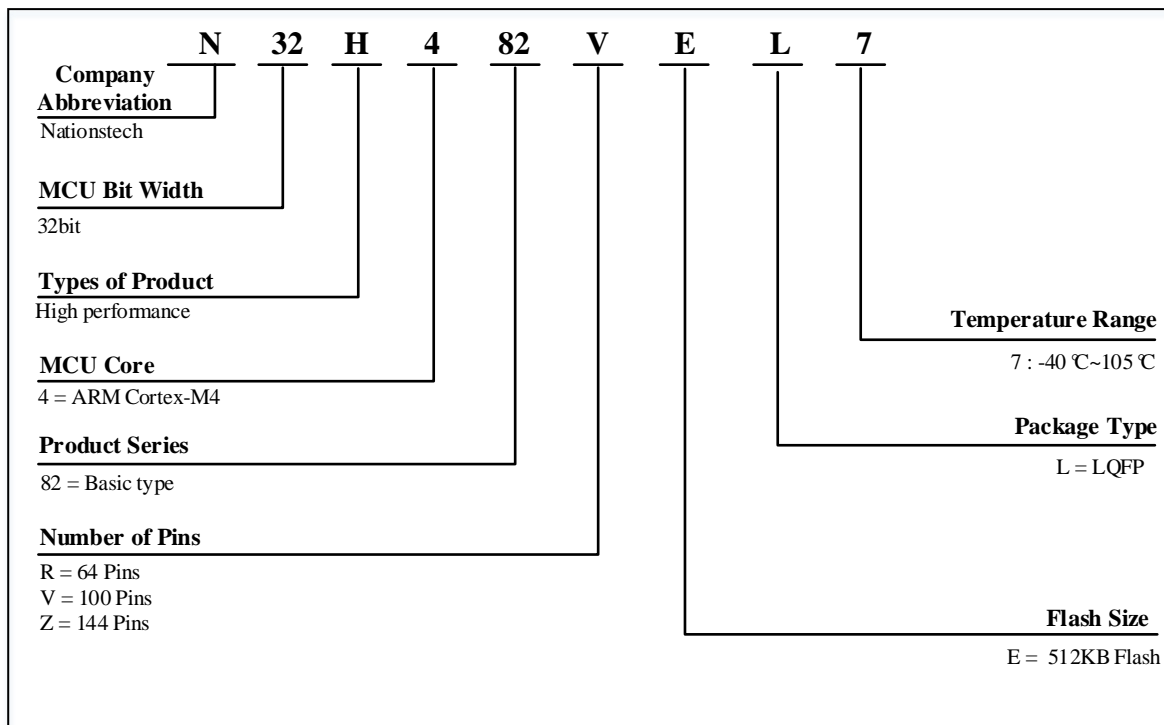 N 32 H 4 82 V E L 7
Company
Abbreviation
Nationstech
MCU Bit Width
32bit
Types of Product
High performance
MCU Core
4 = ARM Cortex-M4
Product Series
82 = Basic type
Number of Pins
R = 64 Pins
V = 100 Pins
Z = 144 Pins
Temperature Range
7 : -40 ℃~105 ℃
Package Type
L = LQFP
Flash Size
E = 512KB Flash